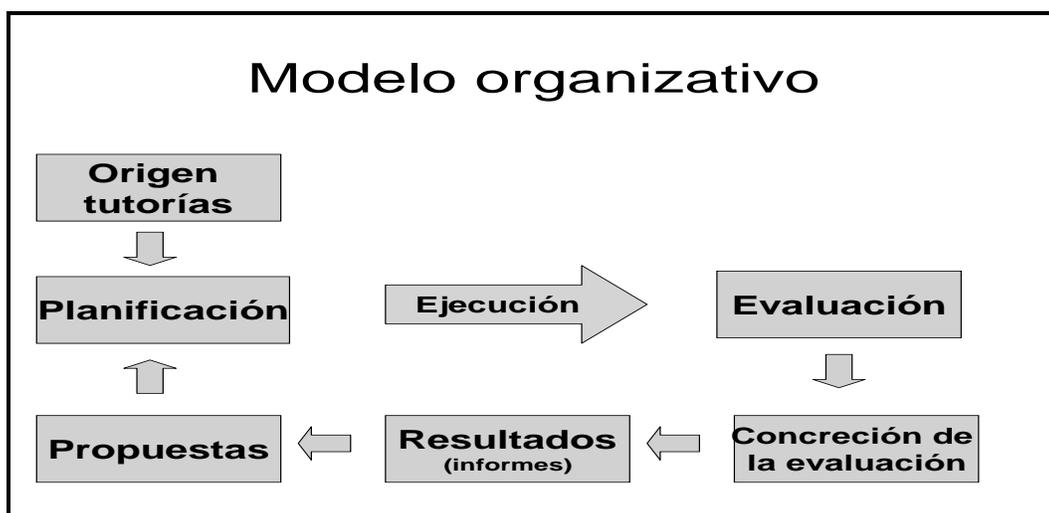 Modelo organizativo
Origen
tutorías
Planificación
Ejecución
Evaluación
Propuestas
Resultados
(informes)
Concreción de
la evaluación